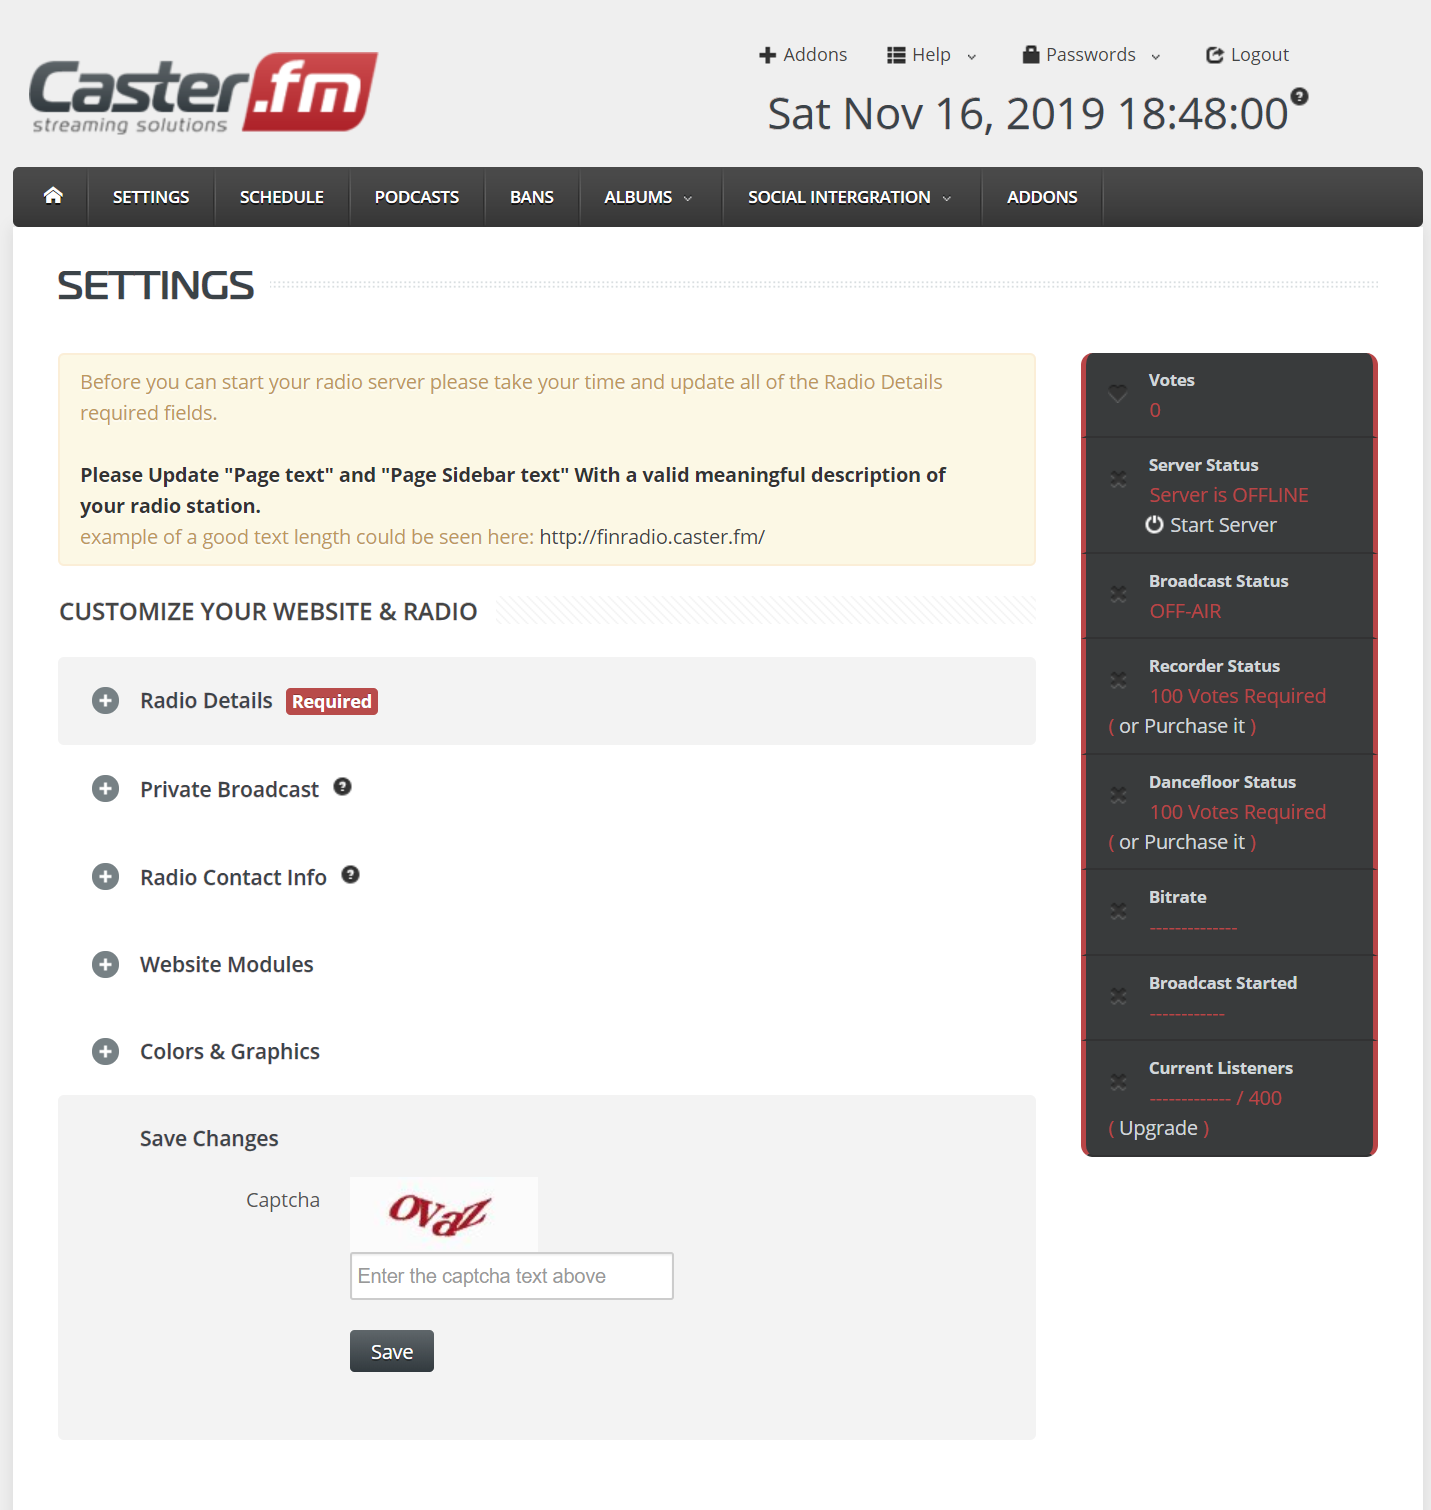 Caster.fm
streaming solutions
Addons Help Passwords Logout
Sat Nov 16, 2019 18:48:00
SETTINGS SCHEDULE PODCASTS BANS ALBUMS SOCIAL INTERGRATION ADDONS
SETTINGS
Before you can start your radio server please take your time and update all of the Radio Details
required fields.
Please Update "Page text" and "Page Sidebar text" With a valid meaningful description of
your radio station.
example of a good text length could be seen here: http://finradio.caster.fm/
CUSTOMIZE YOUR WEBSITE & RADIO
Radio Details Required
Private Broadcast
Radio Contact Info
Website Modules
Colors & Graphics
Save Changes
Captcha
ovaz
Enter the captcha text above
Save
Votes
0
Server Status
Server is OFFLINE
Start Server
Broadcast Status
OFF-AIR
Recorder Status
100 Votes Required
( or Purchase it )
Dancefloor Status
100 Votes Required
( or Purchase it )
Bitrate
--------------
Broadcast Started
------------
Current Listeners
------------- / 400
( Upgrade )